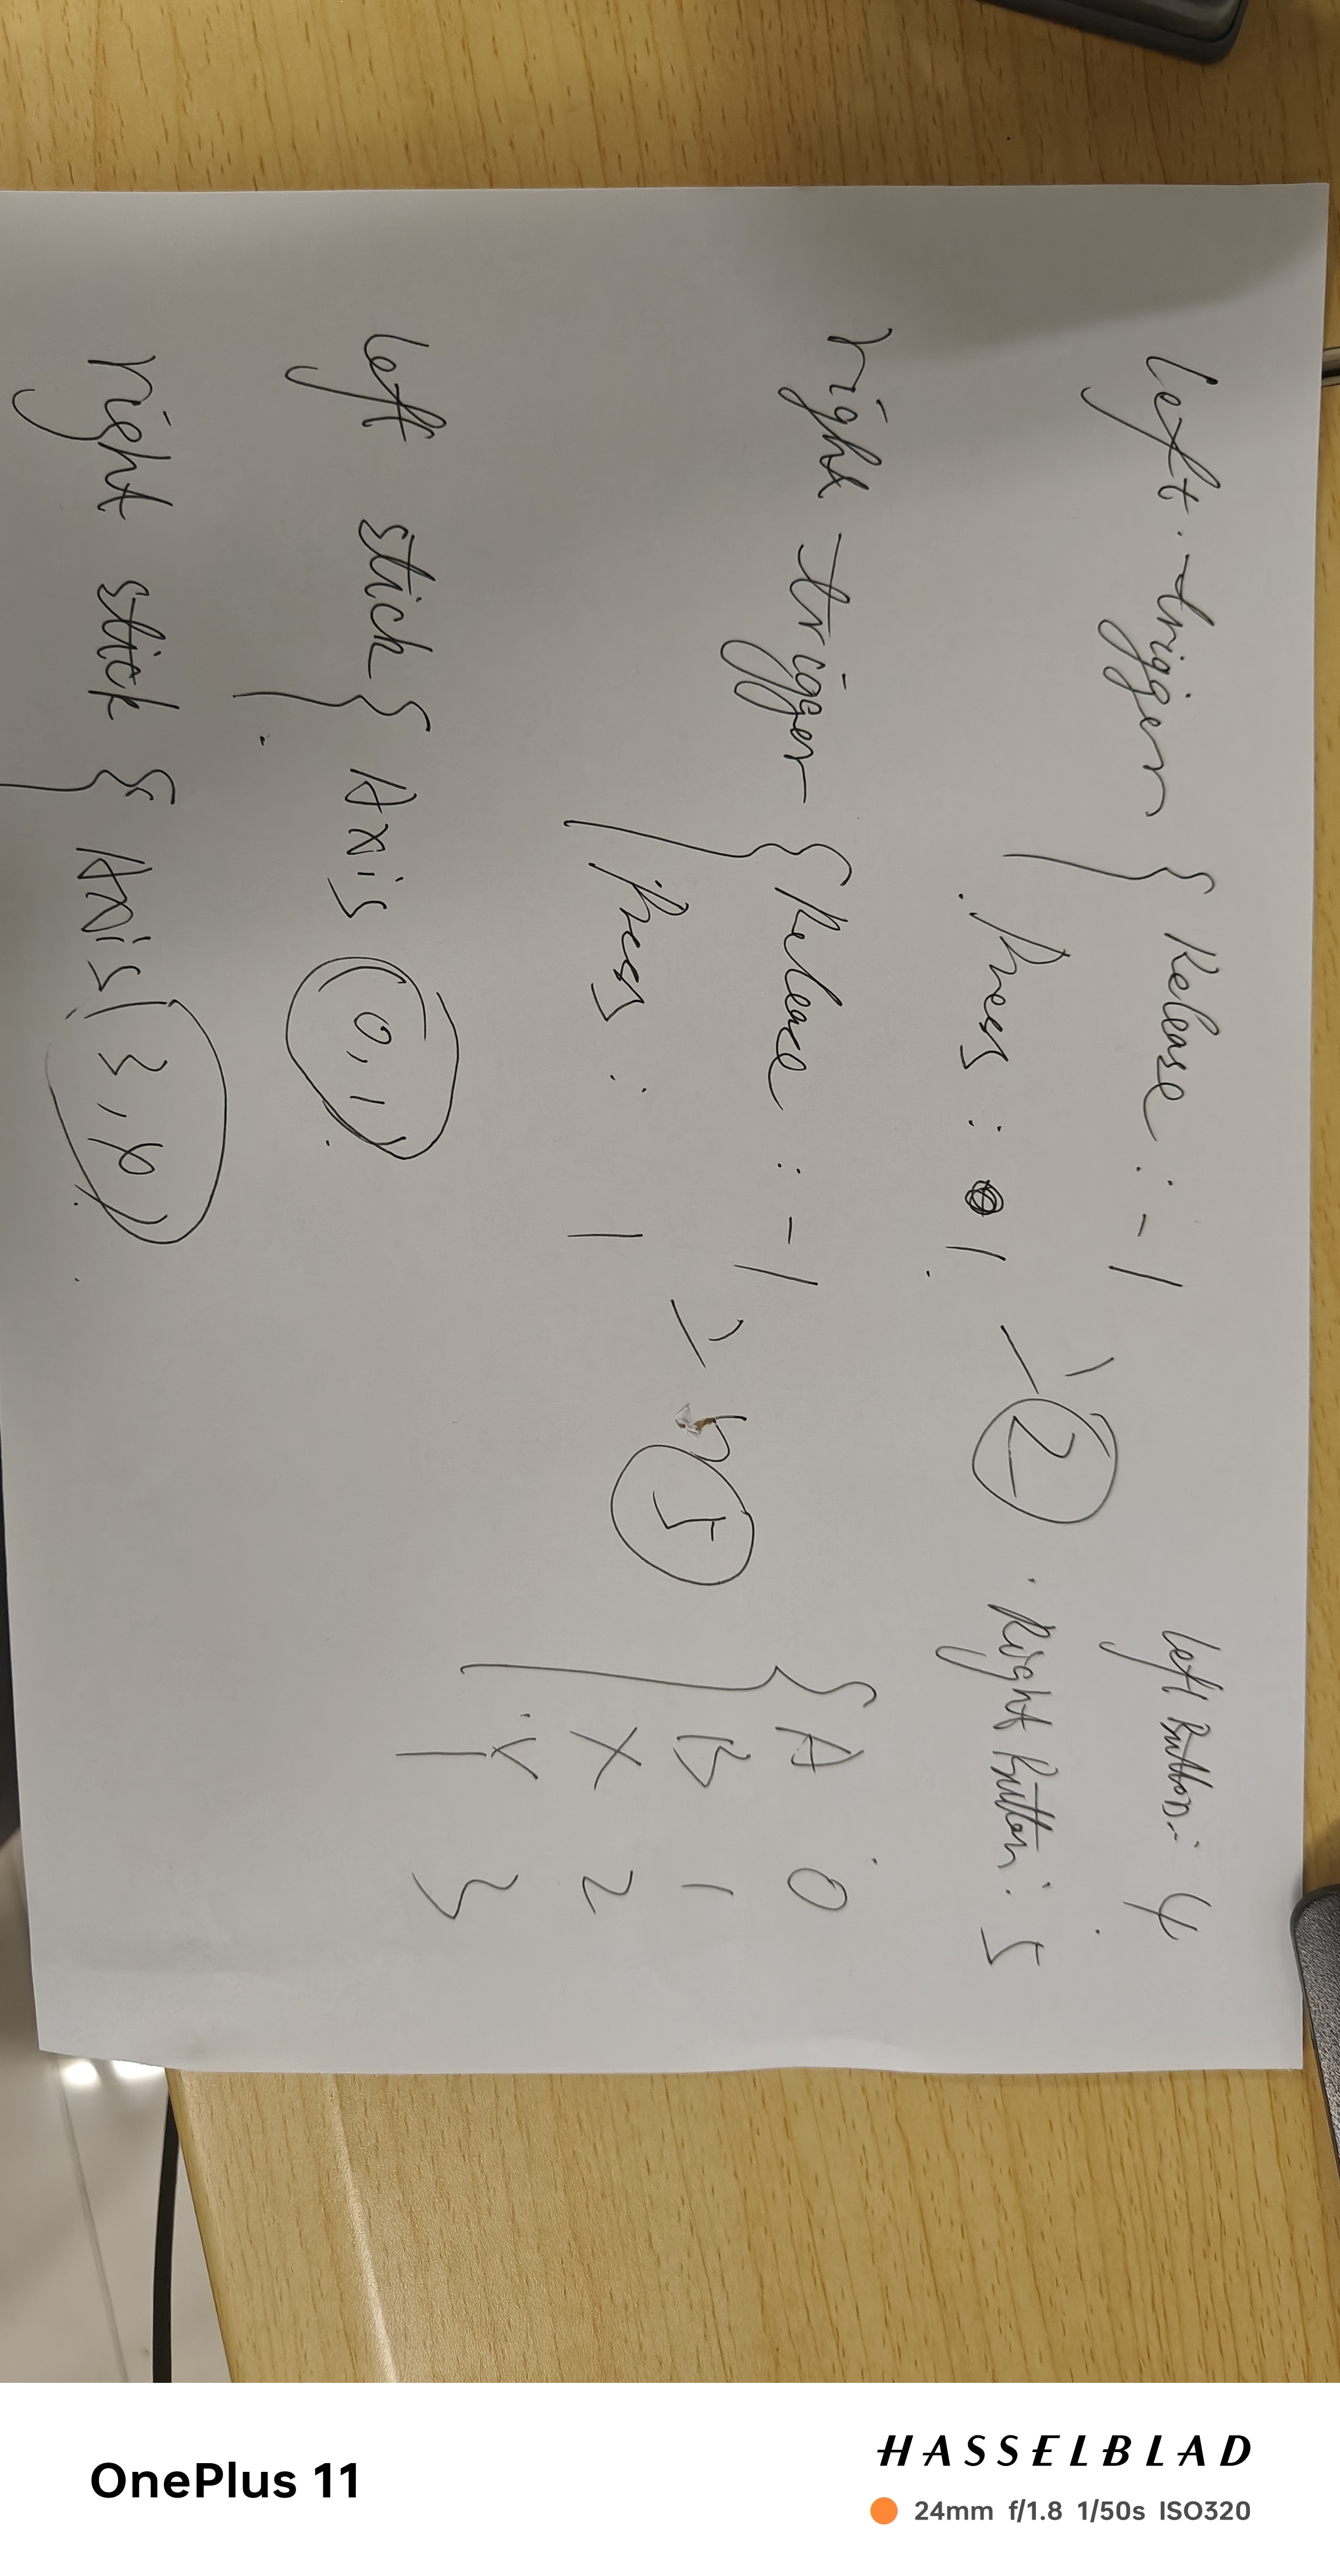 left-trigger { Release : -1
Press : 1 > 2
Left Button: 4
Right Button: 5
right-trigger { Release : -1
Press : 1 > 5
{ A 0
B 1
X 2
Y 3
left stick { Axis (0, 1)
right stick { Axis (3, 4)
OnePlus 11
HASSELBLAD
24mm f/1.8 1/50s ISO320